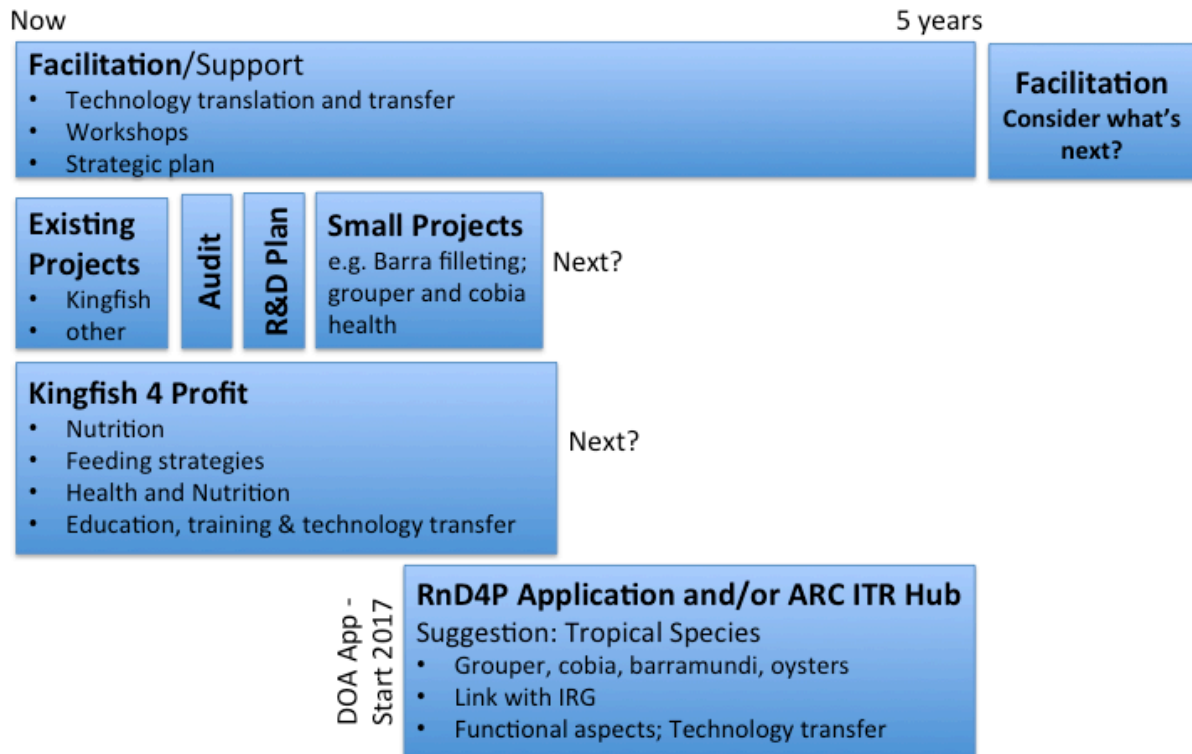 Now
5 years
Facilitation/Support
• Technology translation and transfer
• Workshops
• Strategic plan
Facilitation
Consider what's
next?
Existing
Projects
• Kingfish
• other
Audit
R&D Plan
Small Projects
e.g. Barra filleting;
grouper and cobia
health
Next?
Kingfish 4 Profit
• Nutrition
• Feeding strategies
• Health and Nutrition
• Education, training & technology transfer
Next?
DOA App -
Start 2017
RnD4P Application and/or ARC ITR Hub
Suggestion: Tropical Species
• Grouper, cobia, barramundi, oysters
• Link with IRG
• Functional aspects; Technology transfer